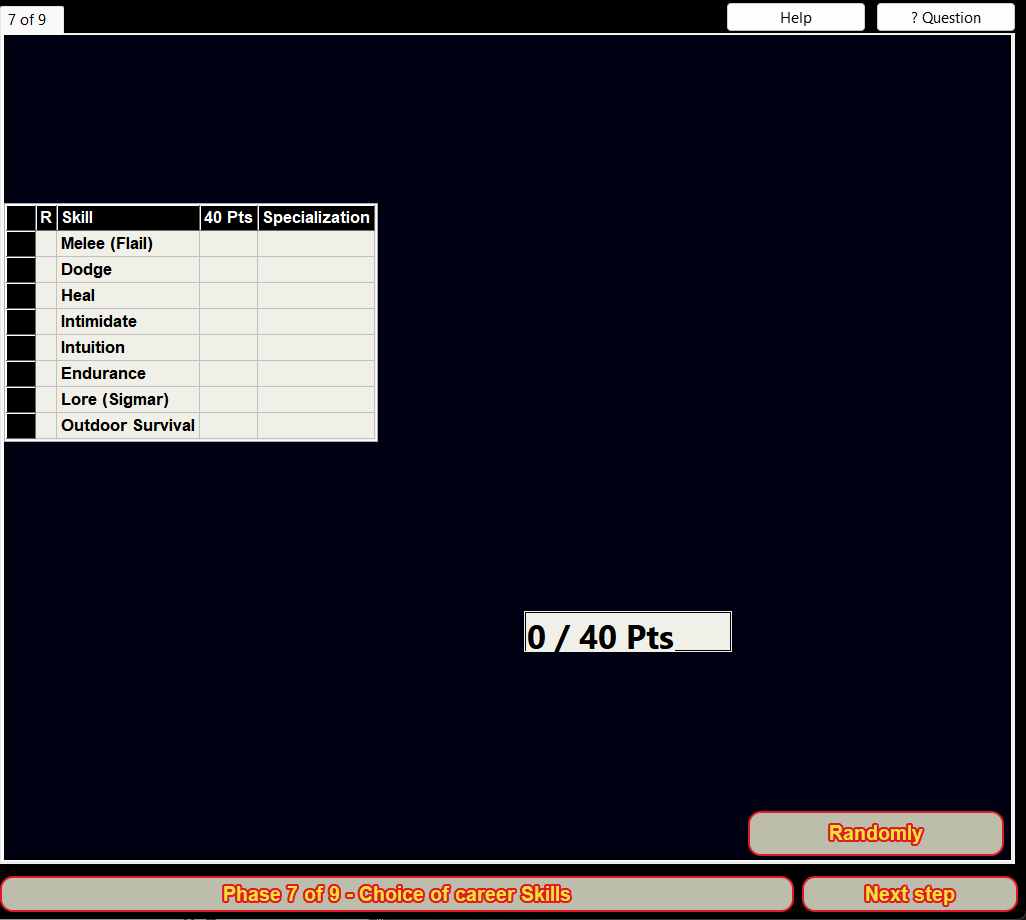 7 of 9
Help
? Question
R Skill 40 Pts Specialization
Melee (Flail)
Dodge
Heal
Intimidate
Intuition
Endurance
Lore (Sigmar)
Outdoor Survival
0 / 40 Pts
Randomly
Phase 7 of 9 - Choice of career Skills
Next step